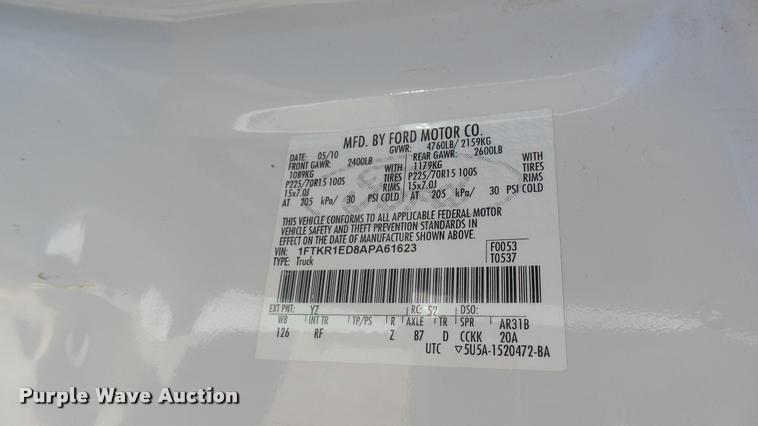 MFD. BY FORD MOTOR CO.
DATE: 05/10 GVWR: 4760LB/ 2159KG
FRONT GAWR: 2400LB REAR GAWR: 2600LB
1089KG WITH 1179KG WITH
P225/70R15 100S TIRES P225/70R15 100S TIRES
15x7.0J RIMS 15x7.0J RIMS
AT 205 kPa/ 30 PSI COLD AT 205 kPa/ 30 PSI COLD
THIS VEHICLE CONFORMS TO ALL APPLICABLE FEDERAL MOTOR
VEHICLE SAFETY AND THEFT PREVENTION STANDARDS IN
EFFECT ON THE DATE OF MANUFACTURE SHOWN ABOVE.
VIN: 1FTKR1ED8APA61623 F0053
TYPE: Truck T0537
EXT PNT: YZ RC: 52 DSO:
WB INT TR TP/PS R AXLE TR SPR AR31B
126 RF Z 87 D CCKK 20A
UTC ▽5U5A-1520472-BA
Purple Wave Auction